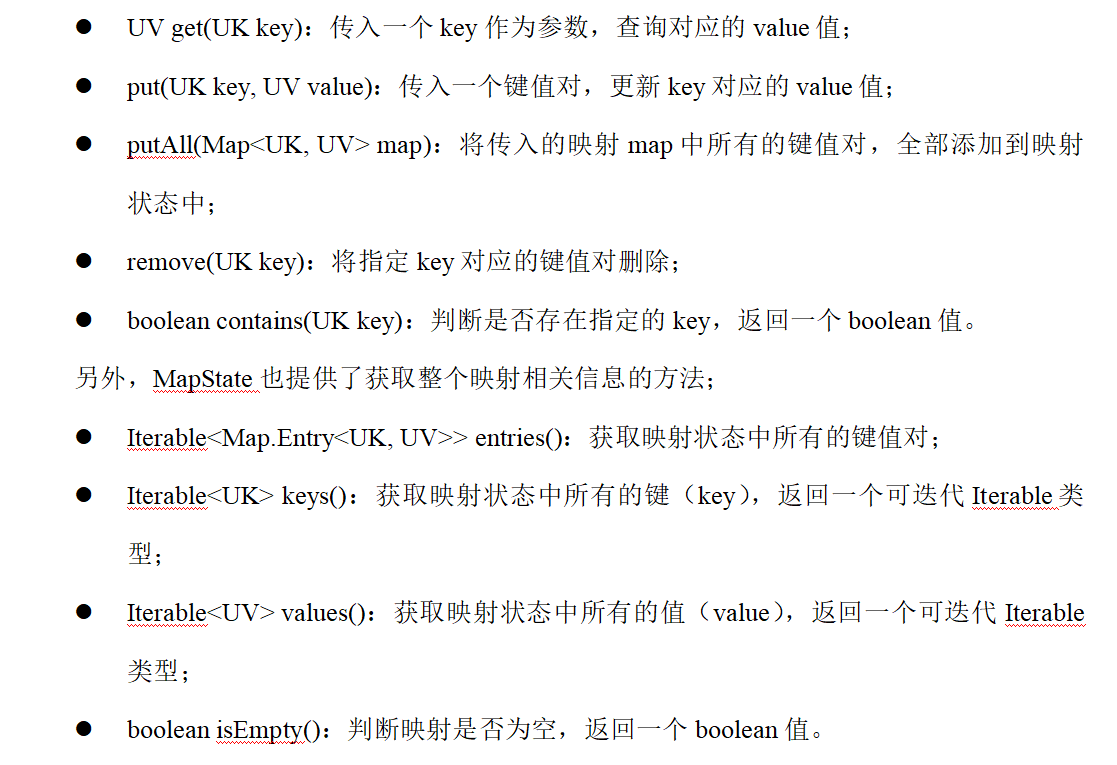 ● UV get(UK key)：传入一个 key 作为参数，查询对应的 value 值；
● put(UK key, UV value)：传入一个键值对，更新 key 对应的 value 值；
● putAll(Map<UK, UV> map)：将传入的映射 map 中所有的键值对，全部添加到映射
状态中；
● remove(UK key)：将指定 key 对应的键值对删除；
● boolean contains(UK key)：判断是否存在指定的 key，返回一个 boolean 值。
另外，MapState 也提供了获取整个映射相关信息的方法；
● Iterable<Map.Entry<UK, UV>> entries()：获取映射状态中所有的键值对；
● Iterable<UK> keys()：获取映射状态中所有的键（key），返回一个可迭代 Iterable 类
型；
● Iterable<UV> values()：获取映射状态中所有的值（value），返回一个可迭代 Iterable
类型；
● boolean isEmpty()：判断映射是否为空，返回一个 boolean 值。